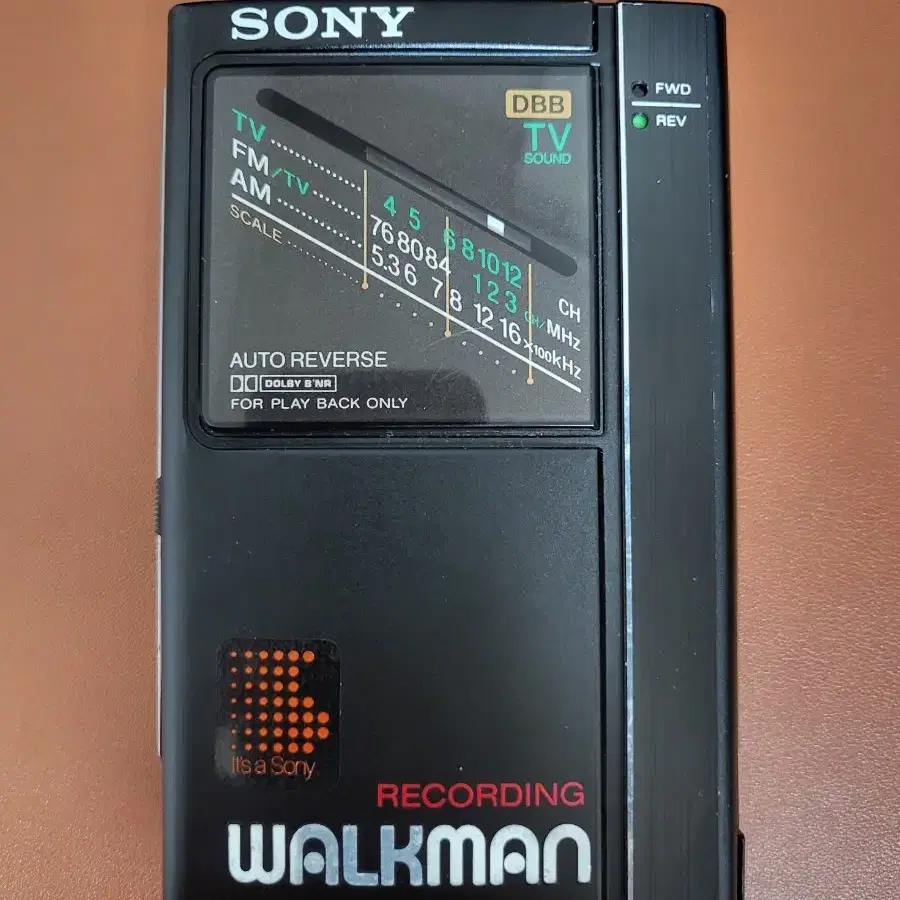 SONY
FWD
REV
DBB
TV
SOUND
TV
FM/TV
AM
SCALE
4 5 6 8 10 12
76 80 84 1 2 3 CH/MHz
5.3 6 7 8 12 16 ×100kHz
CH
AUTO REVERSE
DOLBY B NR
FOR PLAY BACK ONLY
It's a Sony
RECORDING
WALKMAN